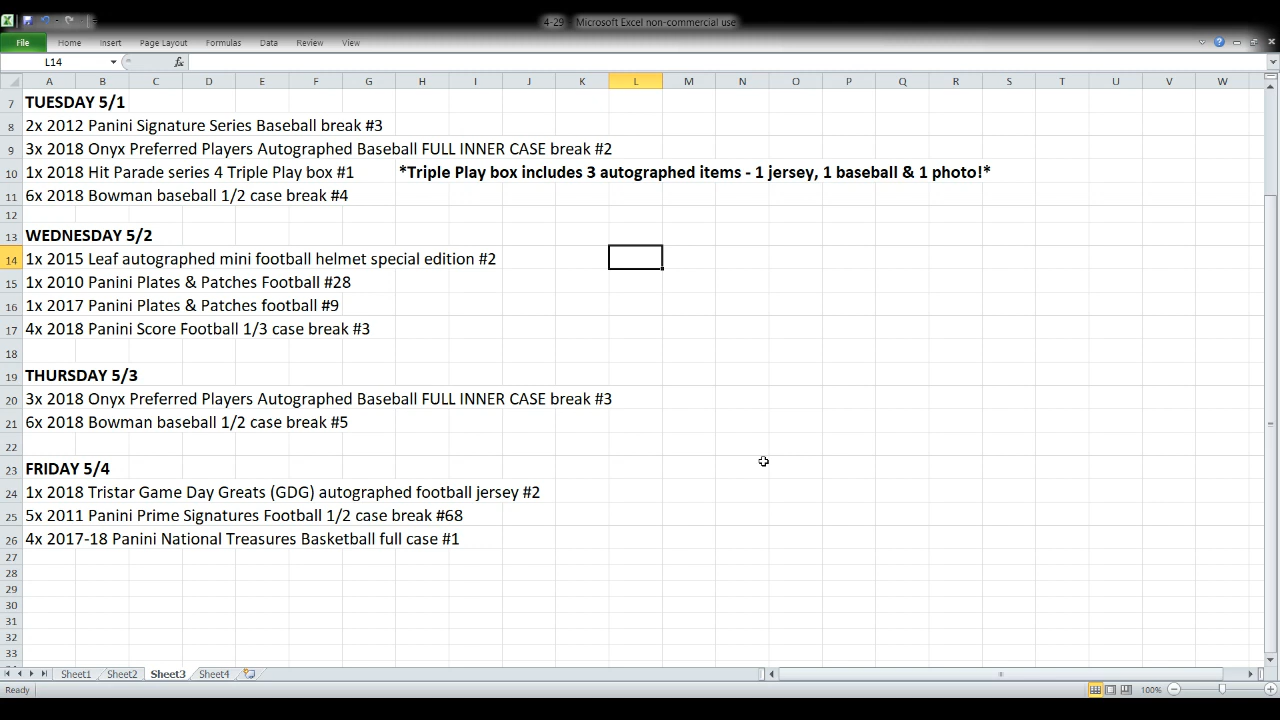 4-29 - Microsoft Excel non-commercial use
File Home Insert Page Layout Formulas Data Review View
L14 fx
A B C D E F G H I J K L M N O P Q R S T U V W
7 TUESDAY 5/1
8 2x 2012 Panini Signature Series Baseball break #3
9 3x 2018 Onyx Preferred Players Autographed Baseball FULL INNER CASE break #2
10 1x 2018 Hit Parade series 4 Triple Play box #1 *Triple Play box includes 3 autographed items - 1 jersey, 1 baseball & 1 photo!*
11 6x 2018 Bowman baseball 1/2 case break #4
12
13 WEDNESDAY 5/2
14 1x 2015 Leaf autographed mini football helmet special edition #2
15 1x 2010 Panini Plates & Patches Football #28
16 1x 2017 Panini Plates & Patches football #9
17 4x 2018 Panini Score Football 1/3 case break #3
18
19 THURSDAY 5/3
20 3x 2018 Onyx Preferred Players Autographed Baseball FULL INNER CASE break #3
21 6x 2018 Bowman baseball 1/2 case break #5
22
23 FRIDAY 5/4
24 1x 2018 Tristar Game Day Greats (GDG) autographed football jersey #2
25 5x 2011 Panini Prime Signatures Football 1/2 case break #68
26 4x 2017-18 Panini National Treasures Basketball full case #1
27
28
29
30
31
32
33
Sheet1 Sheet2 Sheet3 Sheet4
Ready 100%